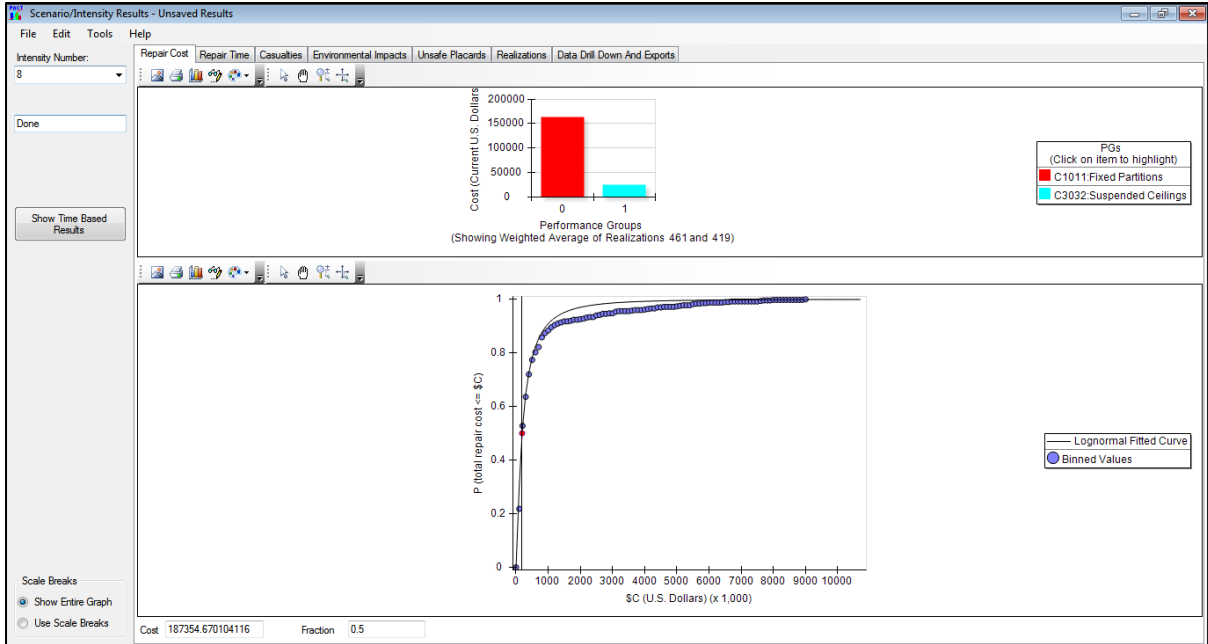 PACT
Scenario/Intensity Results - Unsaved Results
File Edit Tools Help
Intensity Number:
8
Done
Show Time Based
Results
Scale Breaks
Show Entire Graph
Use Scale Breaks
Repair Cost Repair Time Casualties Environmental Impacts Unsafe Placards Realizations Data Drill Down And Exports
Cost (Current U.S. Dollars
200000
150000
100000
50000
0
0 1
Performance Groups
(Showing Weighted Average of Realizations 461 and 419)
PGs
(Click on item to highlight)
C1011:Fixed Partitions
C3032:Suspended Ceilings
P (total repair cost <= $C)
1
0.8
0.6
0.4
0.2
0
0 1000 2000 3000 4000 5000 6000 7000 8000 9000 10000
$C (U.S. Dollars) (x 1,000)
Lognormal Fitted Curve
Binned Values
Cost 187354.670104116 Fraction 0.5